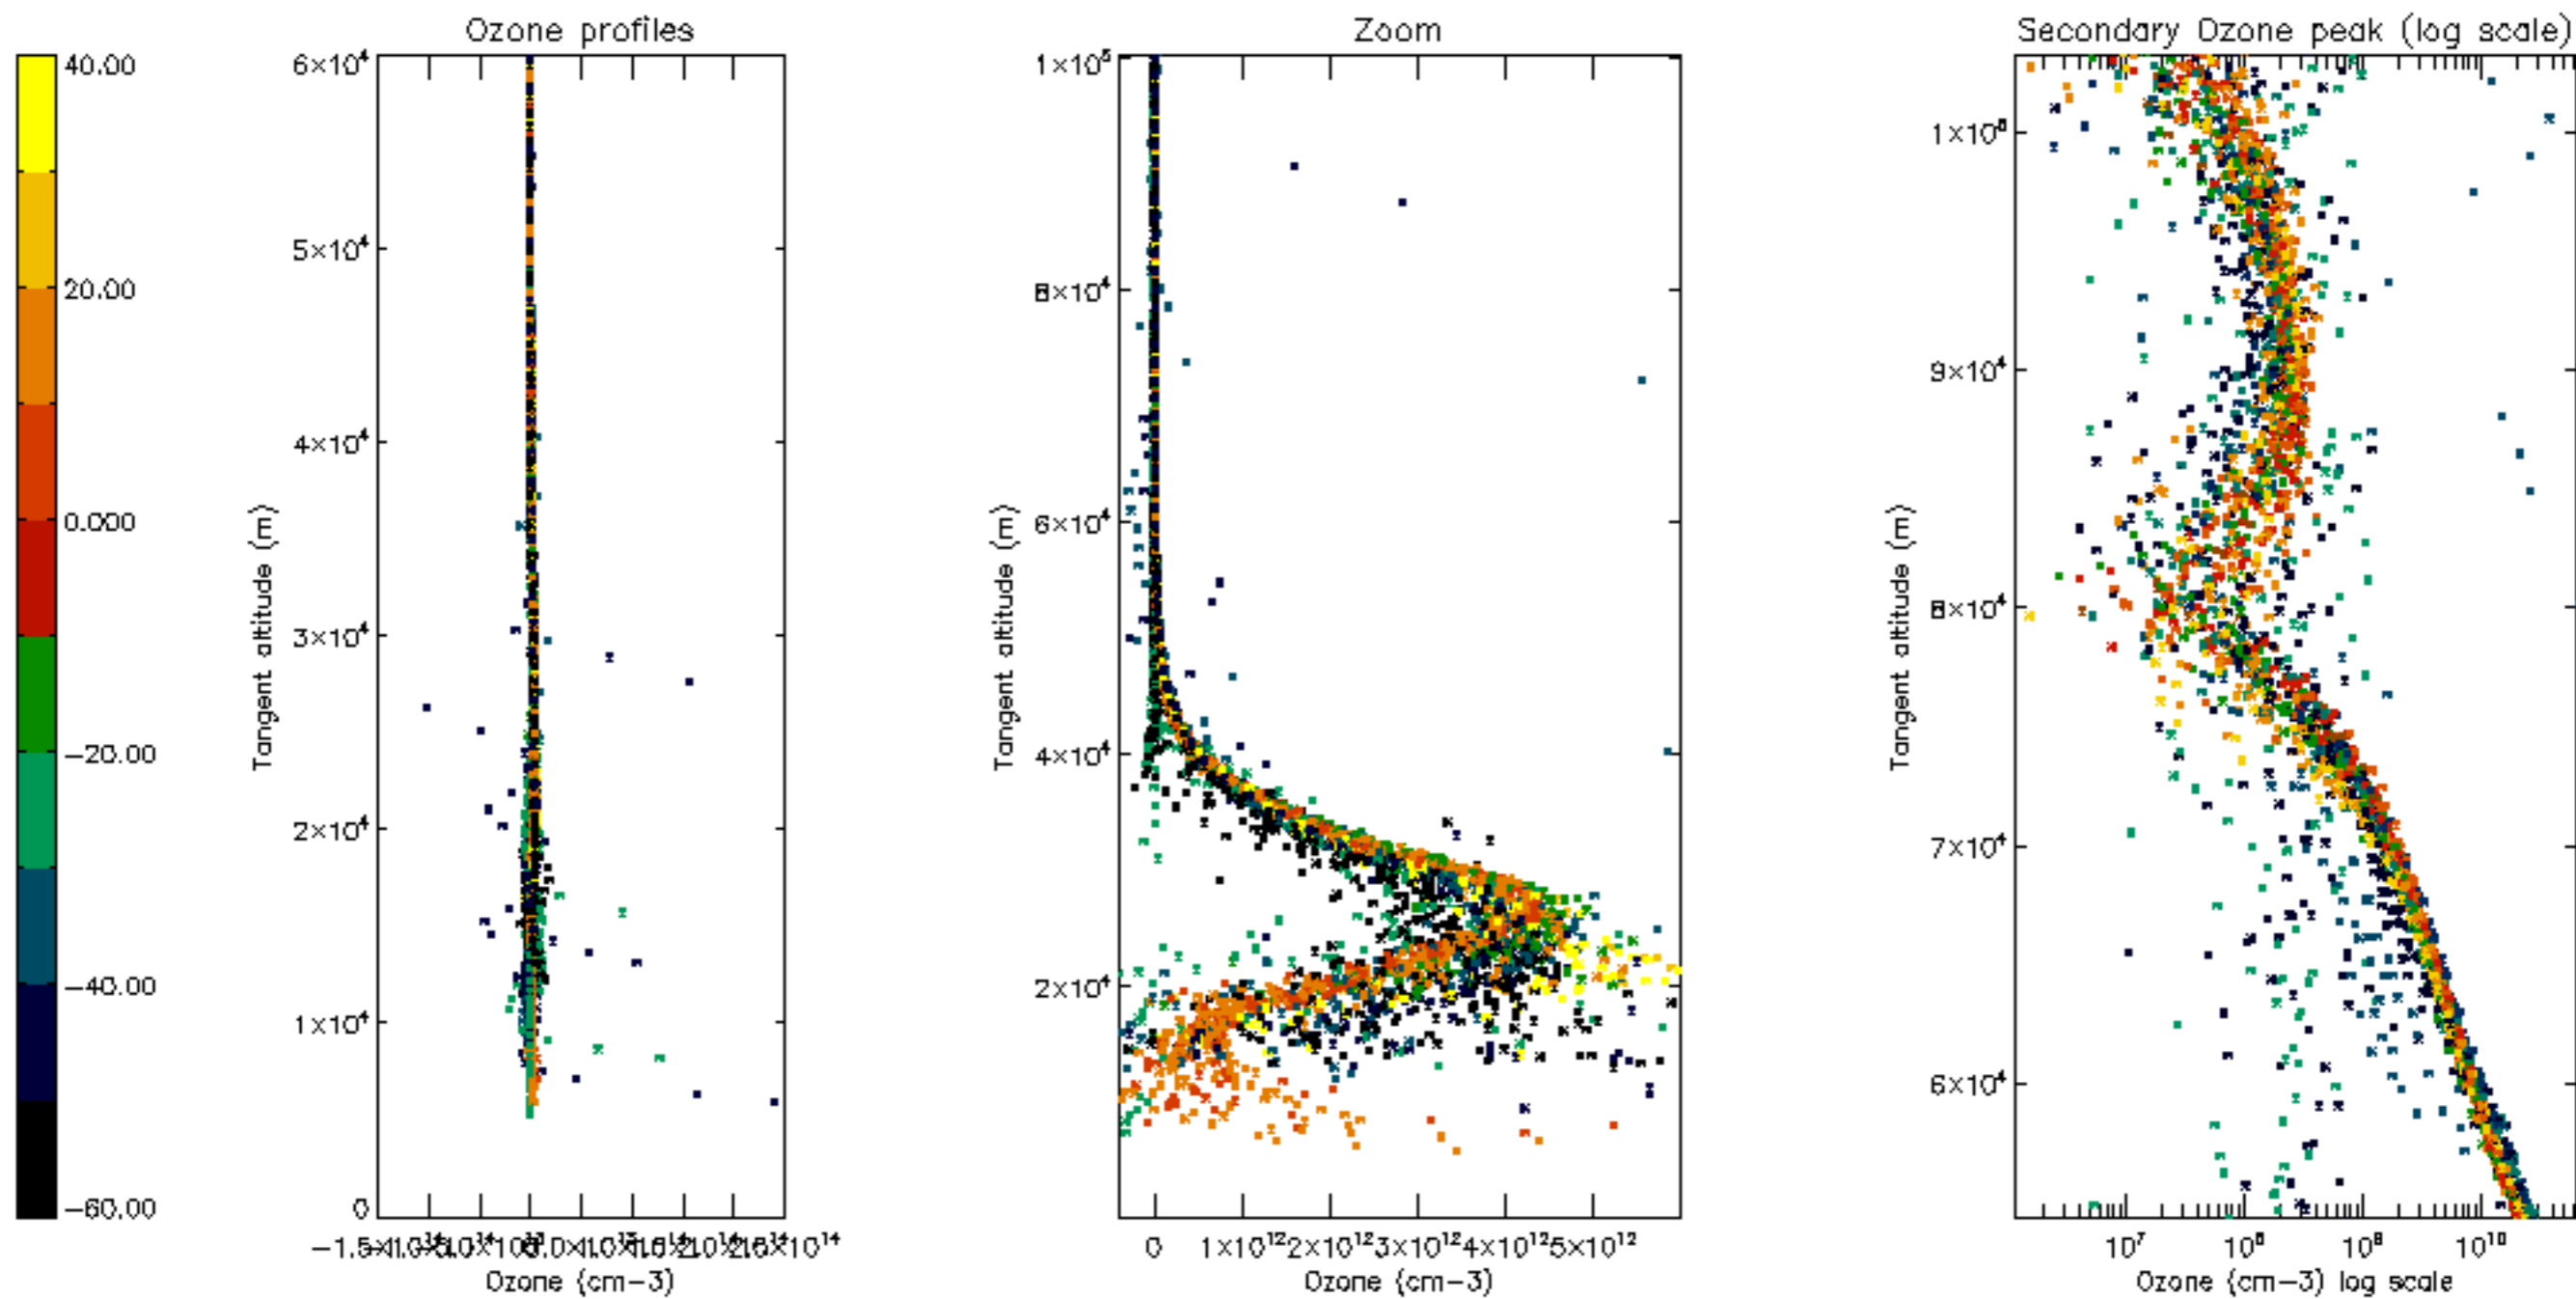 Ozone profiles
Zoom
Secondary Ozone peak (log scale)
40.00
20.00
0.000
−20.00
−40.00
−60.00
6×10⁴
5×10⁴
4×10⁴
3×10⁴
2×10⁴
1×10⁴
0
Tangent altitude (m)
Ozone (cm−3)
1×10⁵
8×10⁴
6×10⁴
4×10⁴
2×10⁴
Tangent altitude (m)
0 1×10¹² 2×10¹² 3×10¹² 4×10¹² 5×10¹²
Ozone (cm−3)
9×10⁴
8×10⁴
7×10⁴
6×10⁴
Tangent altitude (m)
10⁷ 10⁸ 10⁹ 10¹⁰
Ozone (cm−3) log scale